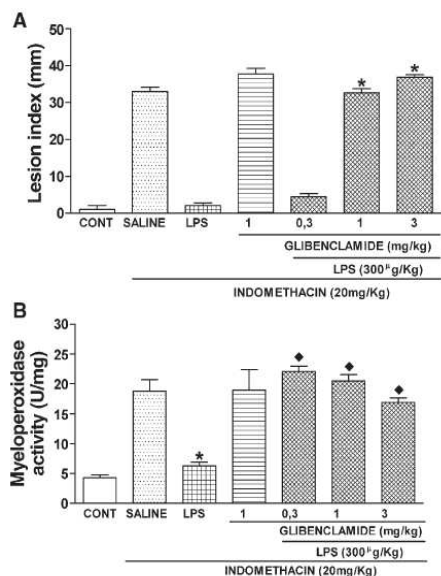 A
Lesion index (mm)
50
40
30
20
10
0
*
*
CONT SALINE LPS 1 0,3 1 3
GLIBENCLAMIDE (mg/kg)
LPS (300µg/Kg)
INDOMETHACIN (20mg/Kg)
B
Myeloperoxidase
activity (U/mg)
30
25
20
15
10
5
0
*
CONT SALINE LPS 1 0,3 1 3
GLIBENCLAMIDE (mg/kg)
LPS (300µg/Kg)
INDOMETHACIN (20mg/Kg)